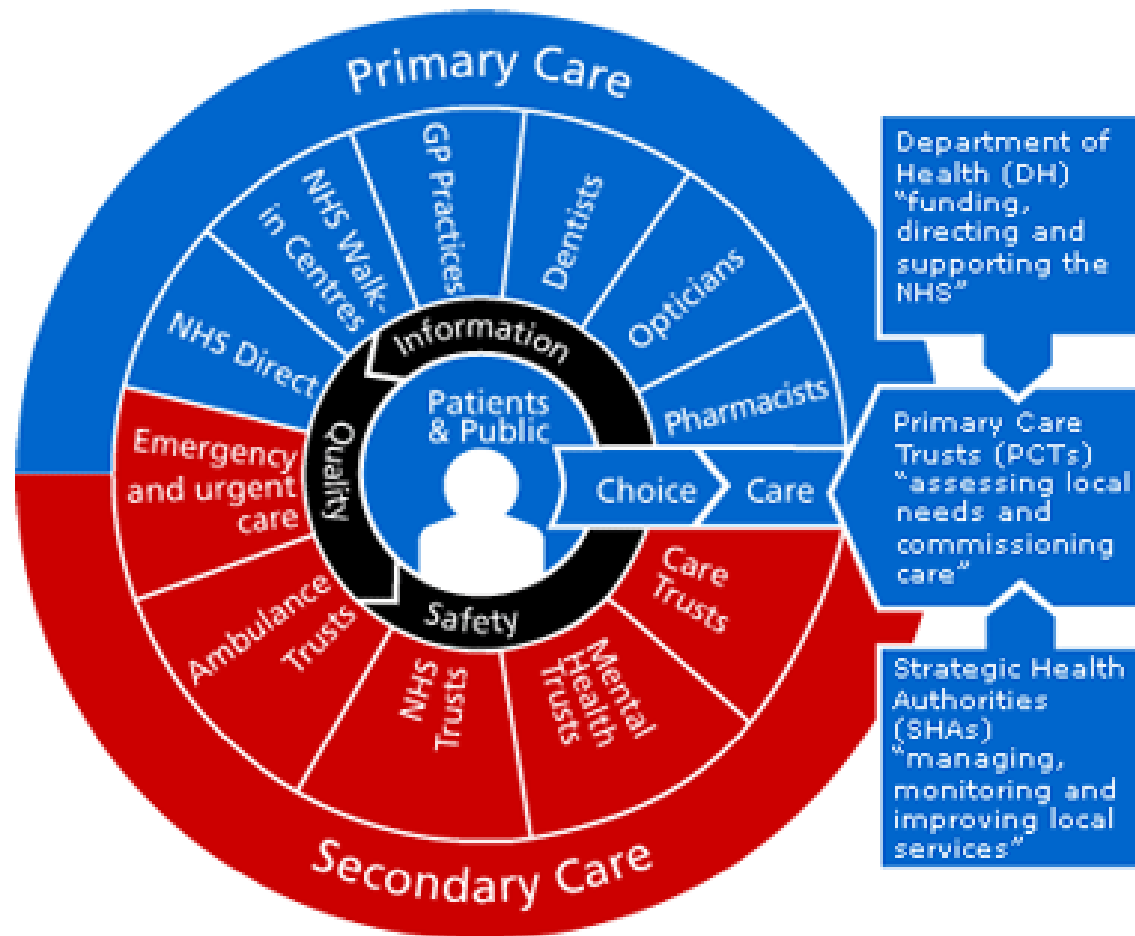 Primary Care
NHS Direct
NHS Walk-
in Centres
GP Practices
Dentists
Opticians
Pharmacists
Information
Quality
Safety
Patients
& Public
Choice
Care
Emergency
and urgent
care
Ambulance
Trusts
NHS
Trusts
Mental
Health
Trusts
Care
Trusts
Secondary Care
Department of
Health (DH)
"funding,
directing and
supporting the
NHS"
Primary Care
Trusts (PCTs)
"assessing local
needs and
commissioning
care"
Strategic Health
Authorities
(SHAs)
"managing,
monitoring and
improving local
services"